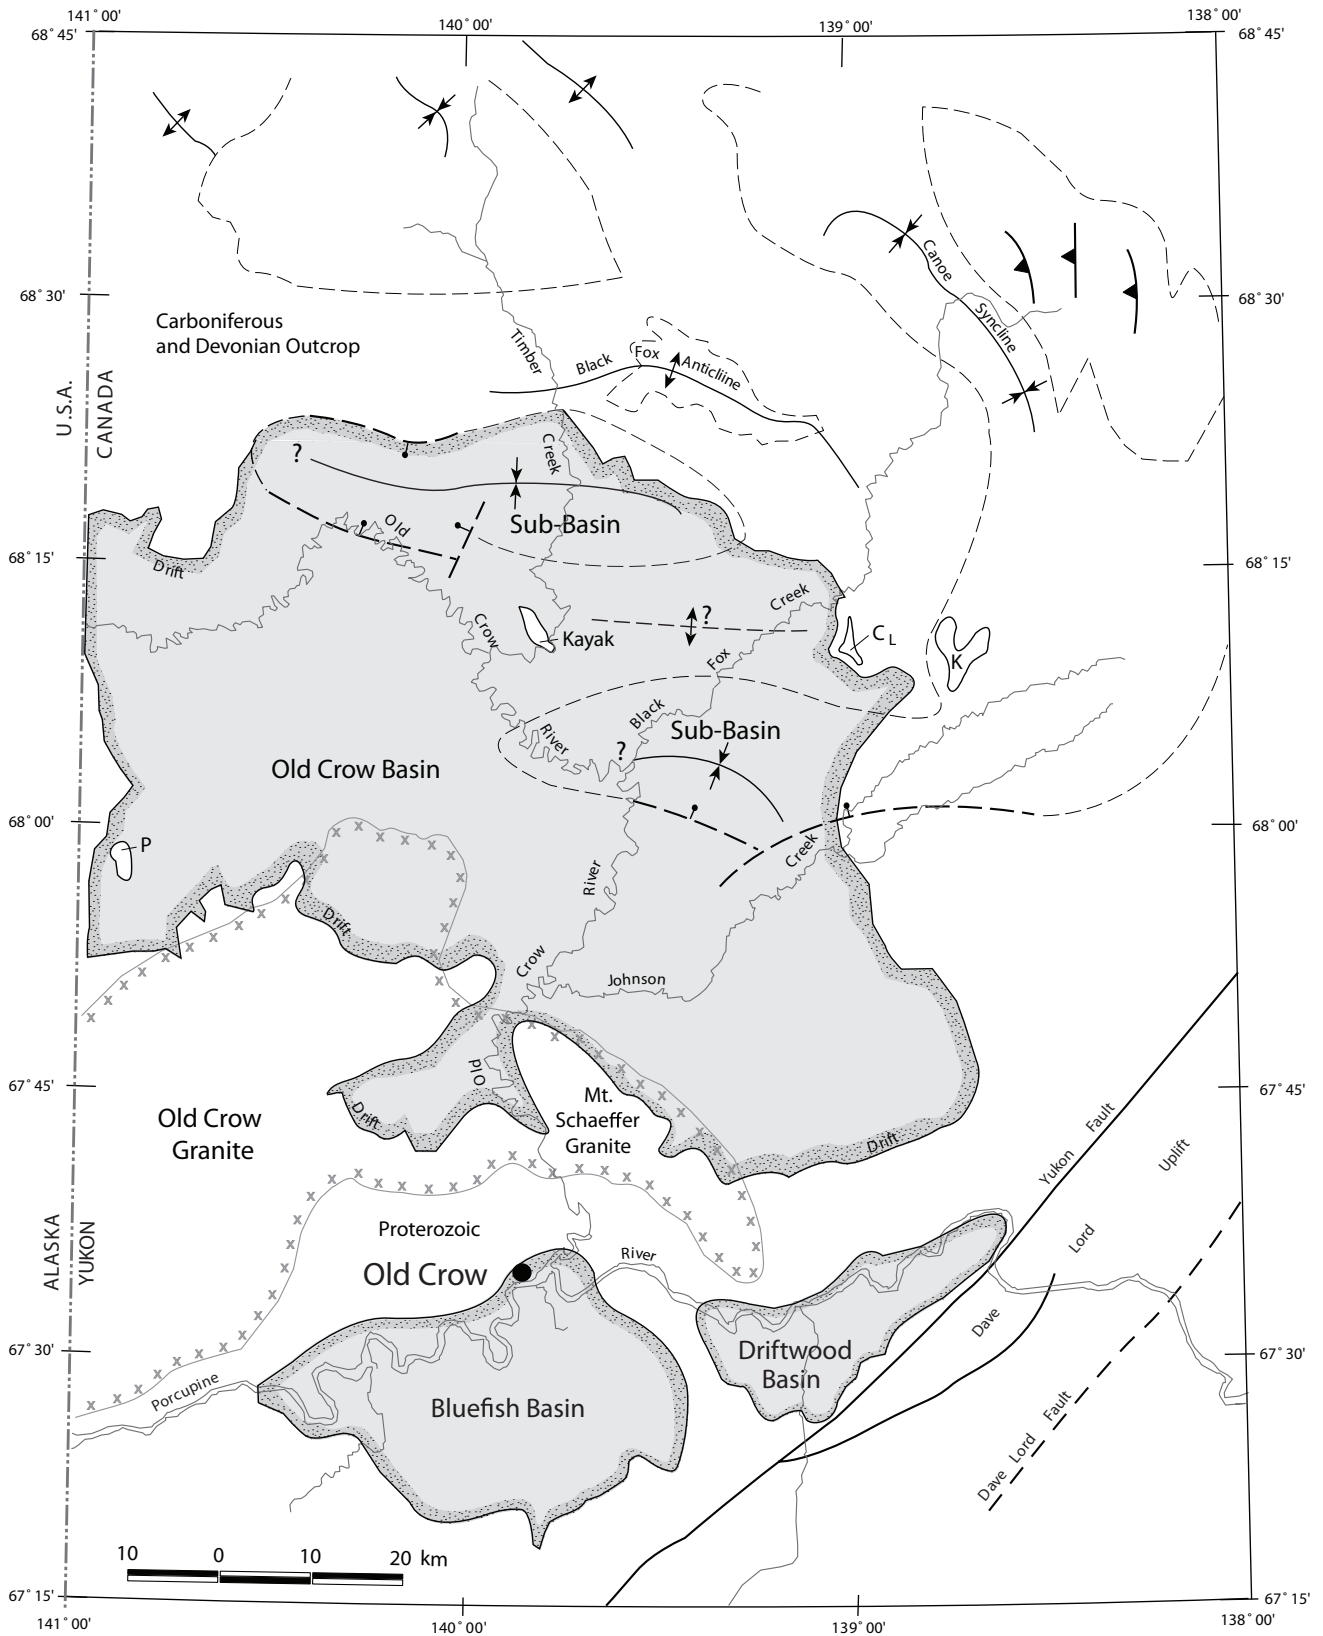 141° 00'
140° 00'
139° 00'
138° 00'
68° 45'
68° 45'
Canoe
Syncline
68° 30'
68° 30'
Carboniferous
and Devonian Outcrop
Timber
Creek
Black Fox Anticline
U.S.A.
CANADA
?
Old
Crow
River
Sub-Basin
68° 15'
68° 15'
Drift
Creek
Fox
Black
?
Kayak
C L
K
Sub-Basin
?
Old Crow Basin
68° 00'
68° 00'
P
Creek
River
Drift
Crow
Johnson
Old
67° 45'
67° 45'
Mt.
Schaeffer
Granite
Old Crow
Granite
Drift
Drift
Yukon Fault
Uplift
Lord
Dave
ALASKA
YUKON
Proterozoic
Old Crow
River
67° 30'
67° 30'
Driftwood
Basin
Porcupine
Bluefish Basin
Dave Lord Fault
10 0 10 20 km
67° 15'
67° 15'
141° 00'
140° 00'
139° 00'
138° 00'